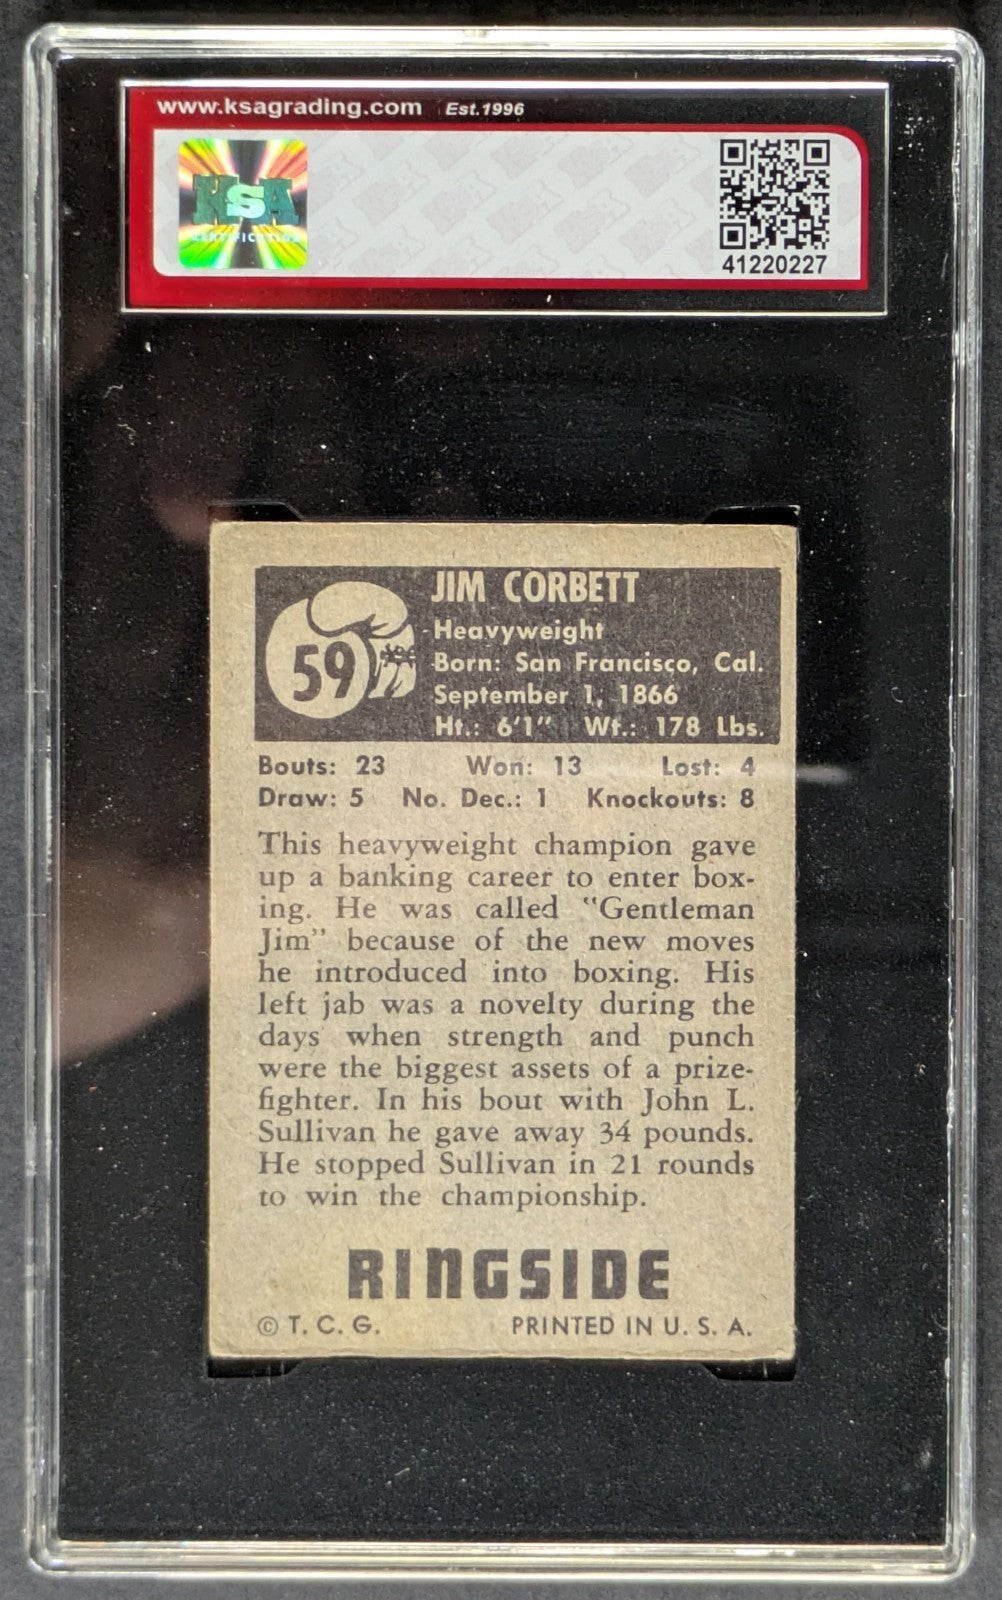 www.ksagrading.com Est.1996
KSA
CERTIFICATION
41220227
JIM CORBETT
59
Heavyweight
Born: San Francisco, Cal.
September 1, 1866
Ht.: 6'1" Wt.: 178 Lbs.
Bouts: 23 Won: 13 Lost: 4
Draw: 5 No. Dec.: 1 Knockouts: 8
This heavyweight champion gave
up a banking career to enter box-
ing. He was called "Gentleman
Jim" because of the new moves
he introduced into boxing. His
left jab was a novelty during the
days when strength and punch
were the biggest assets of a prize-
fighter. In his bout with John L.
Sullivan he gave away 34 pounds.
He stopped Sullivan in 21 rounds
to win the championship.
RINGSIDE
© T. C. G. PRINTED IN U. S. A.